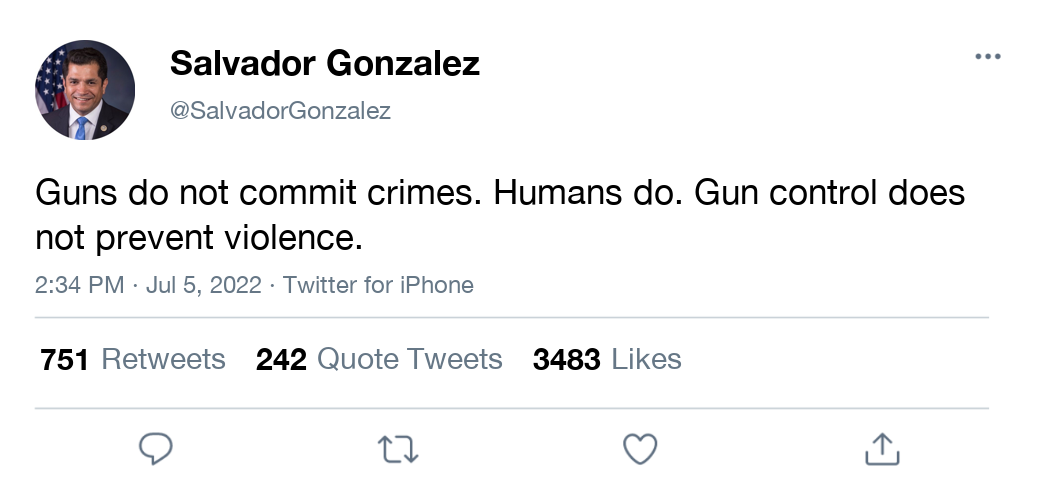 Salvador Gonzalez
@SalvadorGonzalez
Guns do not commit crimes. Humans do. Gun control does
not prevent violence.
2:34 PM · Jul 5, 2022 · Twitter for iPhone
751 Retweets 242 Quote Tweets 3483 Likes